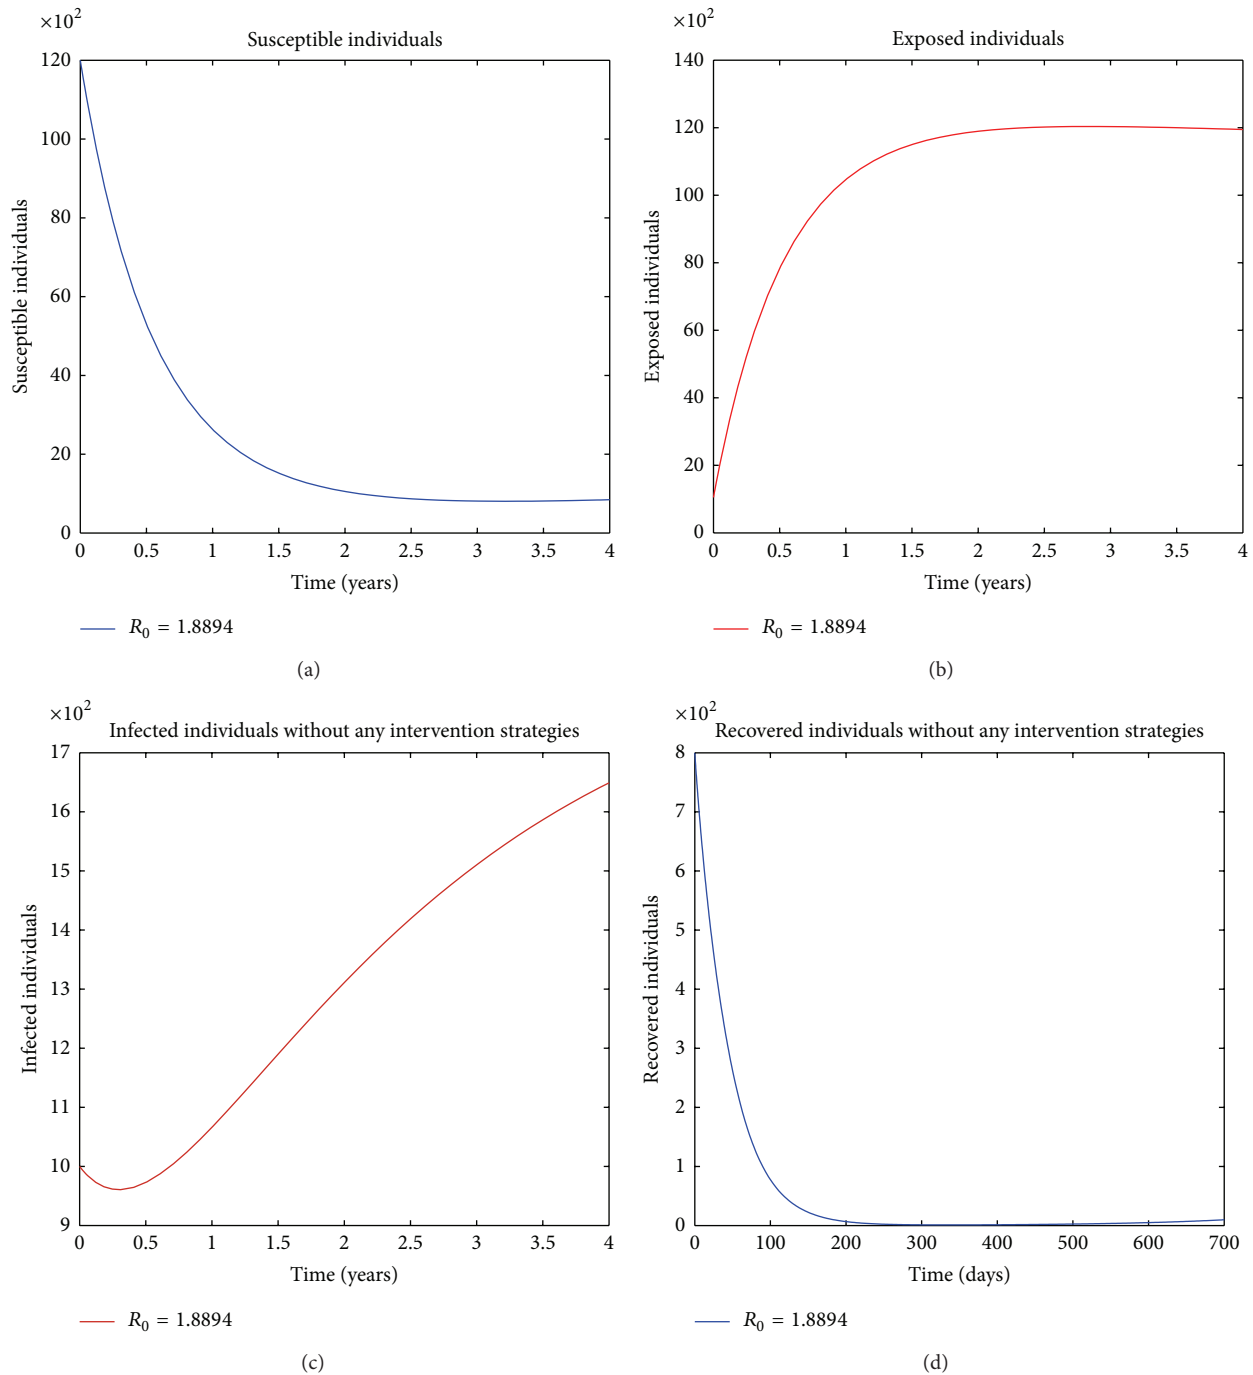 ×10²
Susceptible individuals
120
100
80
60
40
20
0
Susceptible individuals
0 0.5 1 1.5 2 2.5 3 3.5 4
Time (years)
R₀ = 1.8894
(a)
×10²
Exposed individuals
140
120
100
80
60
40
20
0
Exposed individuals
0 0.5 1 1.5 2 2.5 3 3.5 4
Time (years)
R₀ = 1.8894
(b)
×10²
Infected individuals without any intervention strategies
17
16
15
14
13
12
11
10
9
Infected individuals
0 0.5 1 1.5 2 2.5 3 3.5 4
Time (years)
R₀ = 1.8894
(c)
×10²
Recovered individuals without any intervention strategies
8
7
6
5
4
3
2
1
0
Recovered individuals
0 100 200 300 400 500 600 700
Time (days)
R₀ = 1.8894
(d)